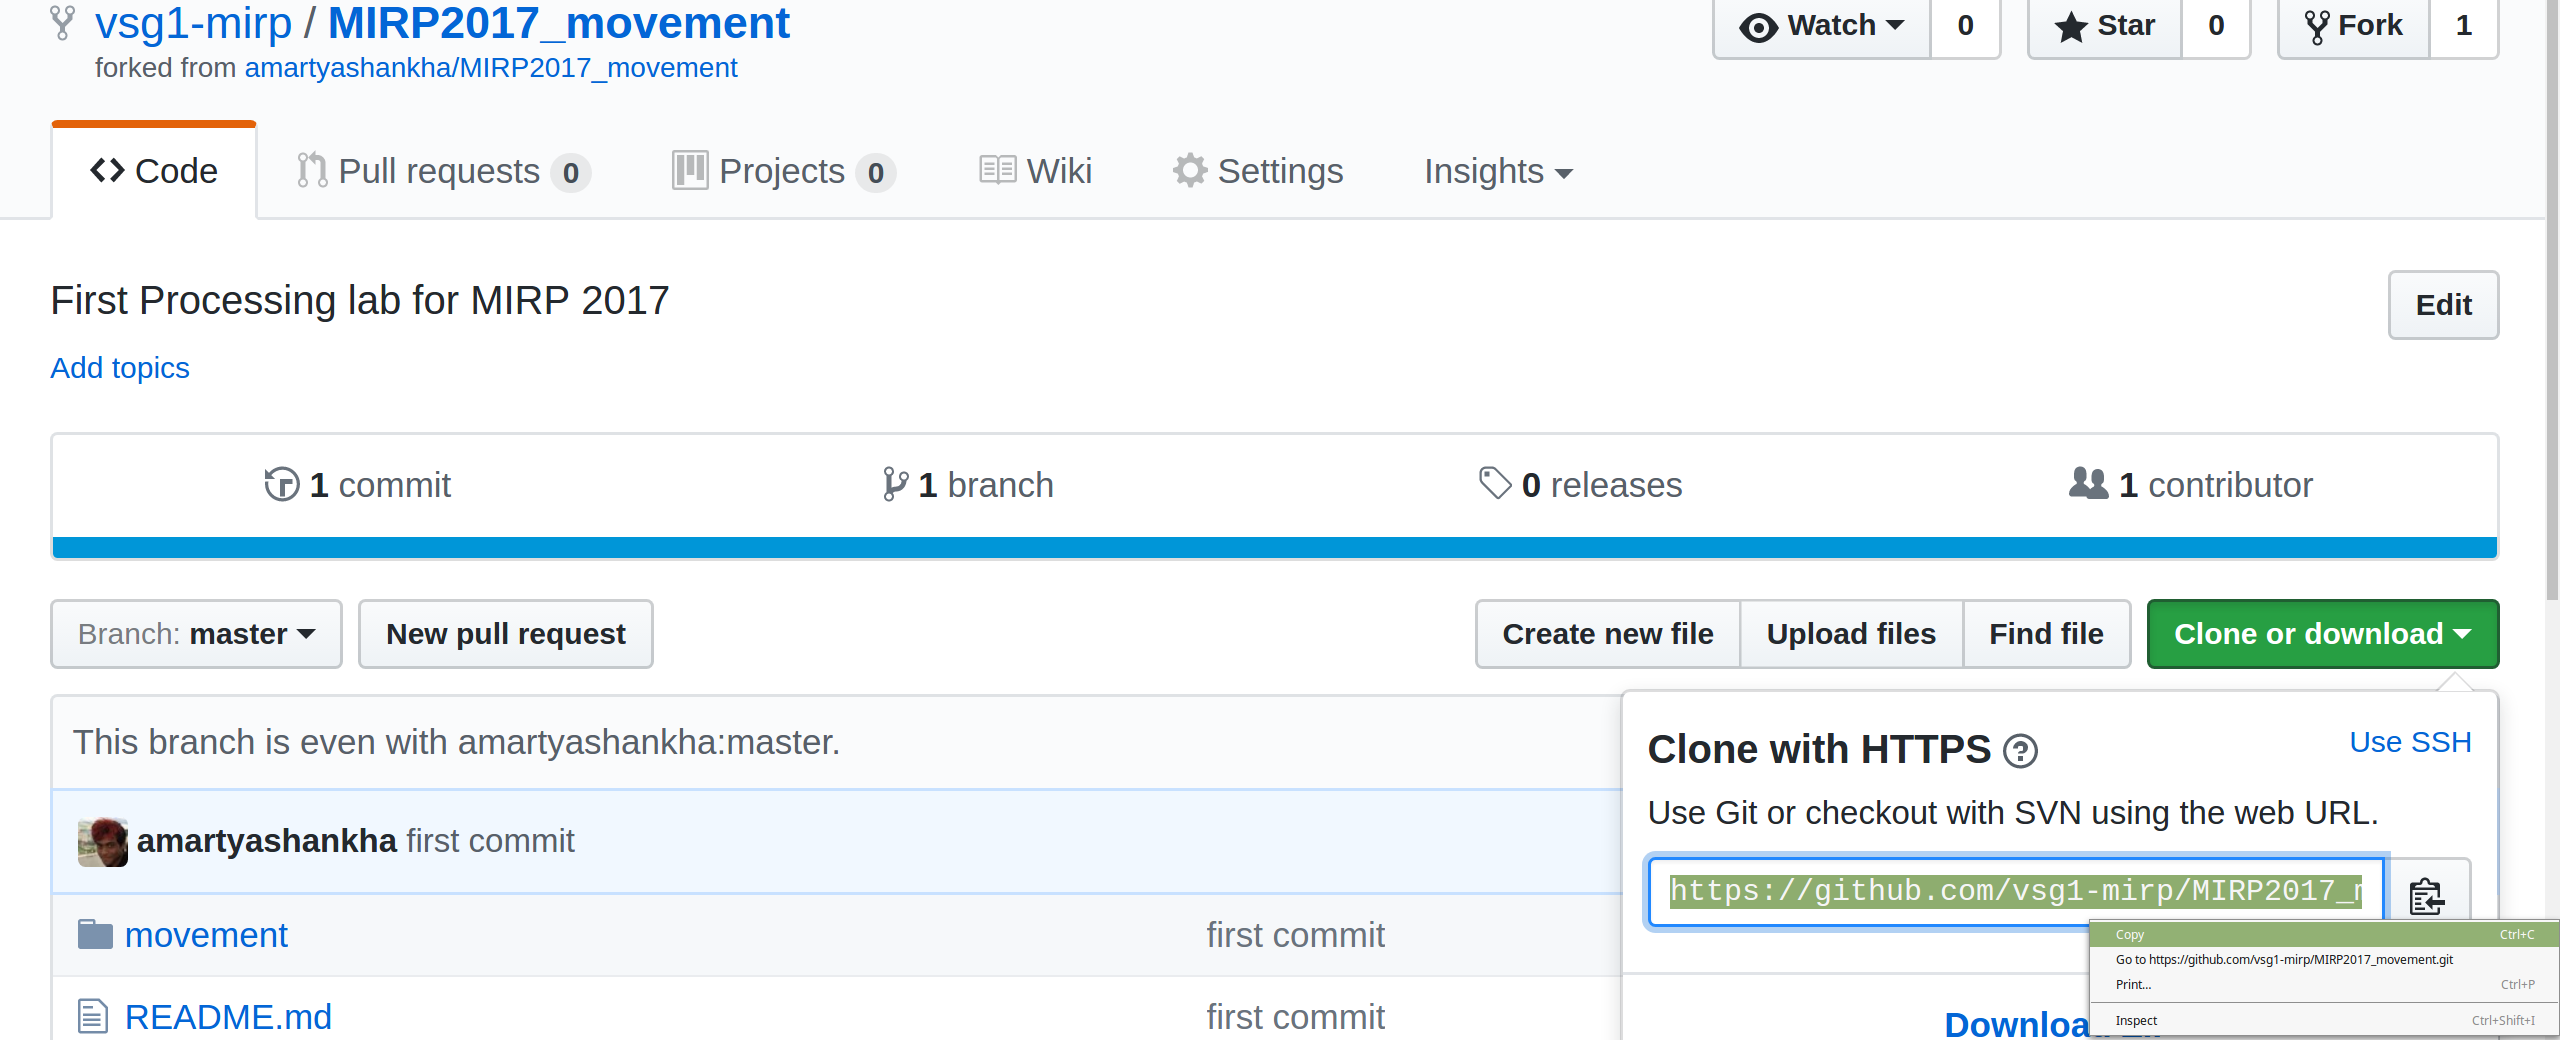 vsg1-mirp / MIRP2017_movement
Watch 0 Star 0 Fork 1
forked from amartyashankha/MIRP2017_movement
Code Pull requests 0 Projects 0 Wiki Settings Insights
First Processing lab for MIRP 2017
Edit
Add topics
1 commit 1 branch 0 releases 1 contributor
Branch: master New pull request Create new file Upload files Find file Clone or download
This branch is even with amartyashankha:master.
amartyashankha first commit
movement first commit
README.md first commit
Clone with HTTPS ?
Use SSH
Use Git or checkout with SVN using the web URL.
https://github.com/vsg1-mirp/MIRP2017_
Copy Ctrl+C
Go to https://github.com/vsg1-mirp/MIRP2017_movement.git
Print... Ctrl+P
Inspect Ctrl+Shift+I